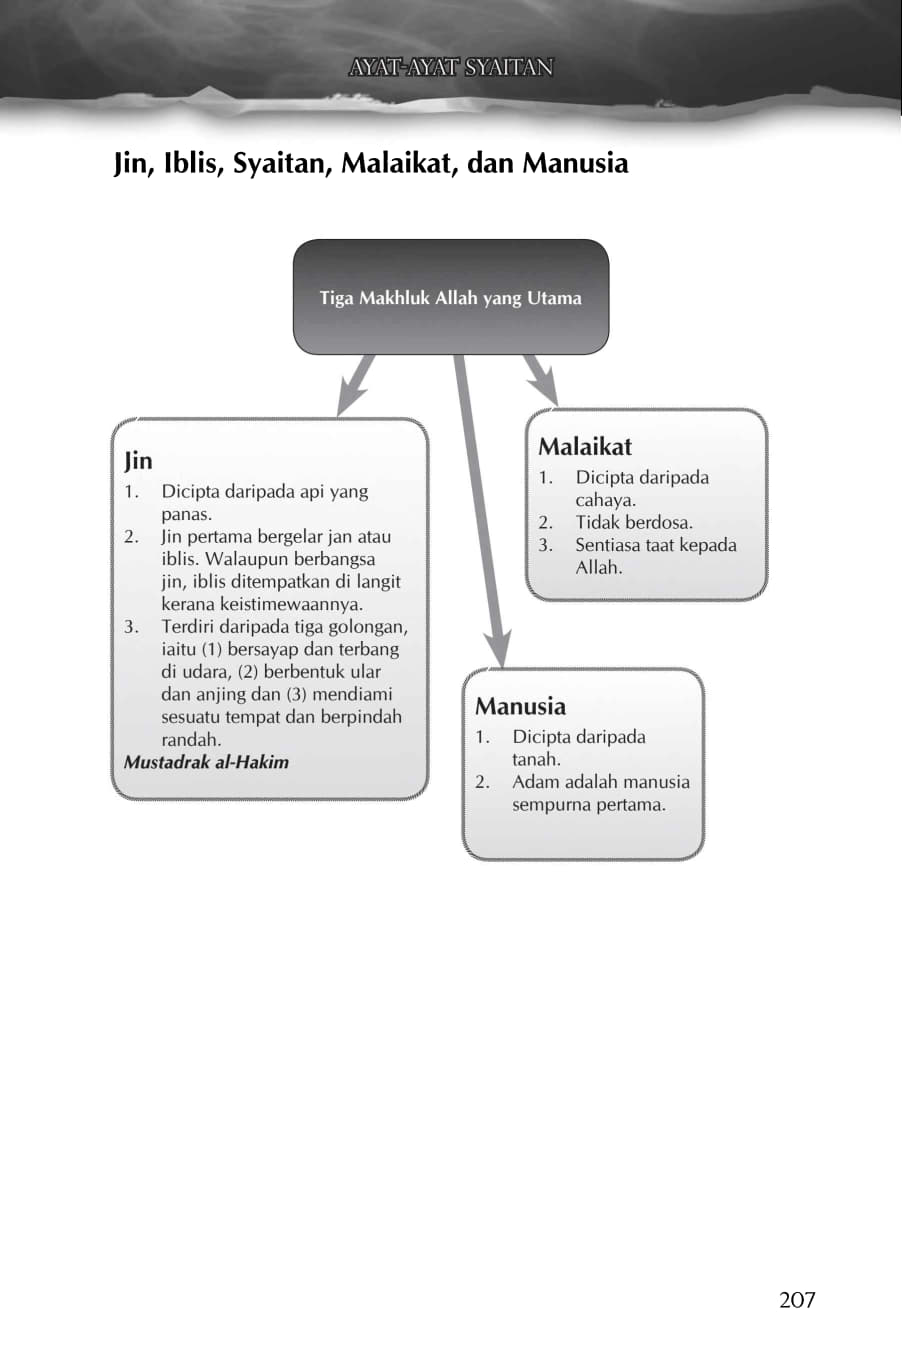 AYAT-AYAT SYAITAN
Jin, Iblis, Syaitan, Malaikat, dan Manusia
Tiga Makhluk Allah yang Utama
Jin
1. Dicipta daripada api yang
panas.
2. Jin pertama bergelar jan atau
iblis. Walaupun berbangsa
jin, iblis ditempatkan di langit
kerana keistimewaannya.
3. Terdiri daripada tiga golongan,
iaitu (1) bersayap dan terbang
di udara, (2) berbentuk ular
dan anjing dan (3) mendiami
sesuatu tempat dan berpindah
randah.
Mustadrak al-Hakim
Malaikat
1. Dicipta daripada
cahaya.
2. Tidak berdosa.
3. Sentiasa taat kepada
Allah.
Manusia
1. Dicipta daripada
tanah.
2. Adam adalah manusia
sempurna pertama.
207